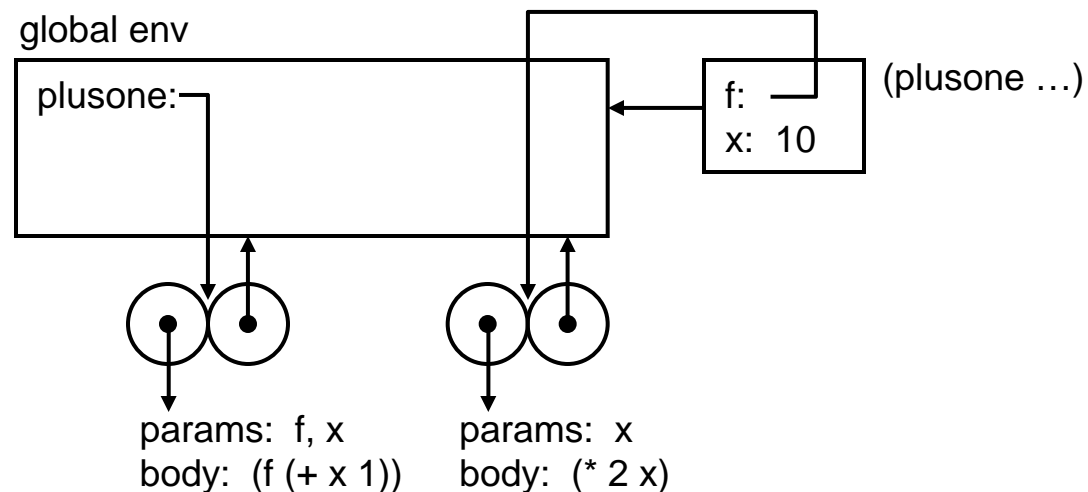 global env
plusone:
f:
x: 10
(plusone …)
params: f, x
body: (f (+ x 1))
params: x
body: (* 2 x)